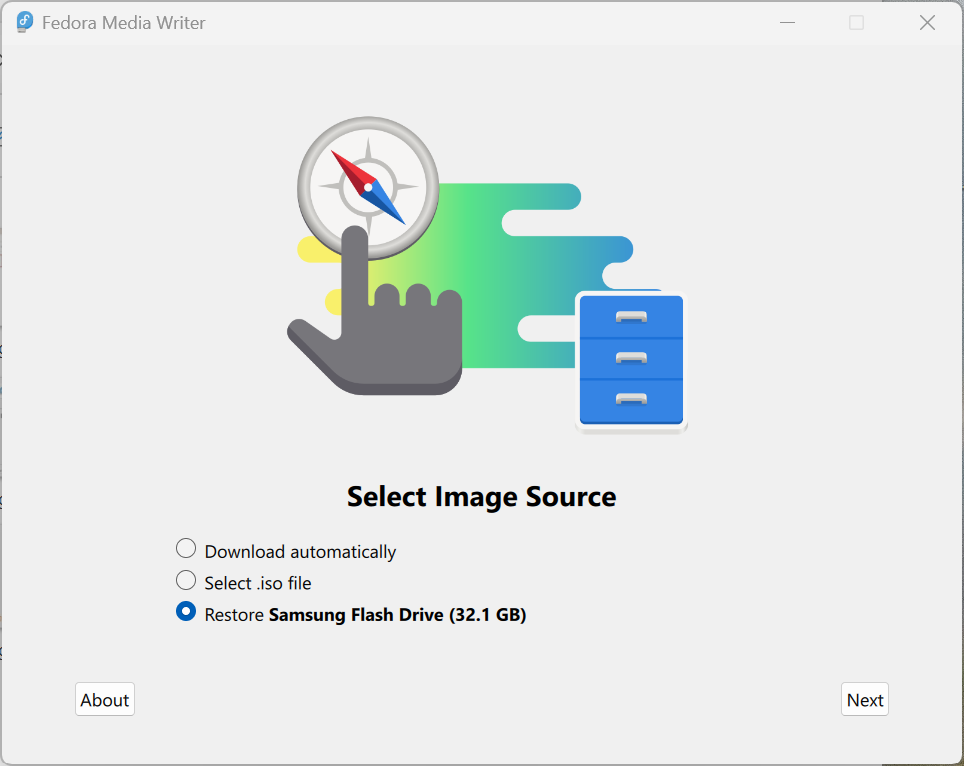 Fedora Media Writer
Select Image Source
Download automatically
Select .iso file
Restore Samsung Flash Drive (32.1 GB)
About
Next